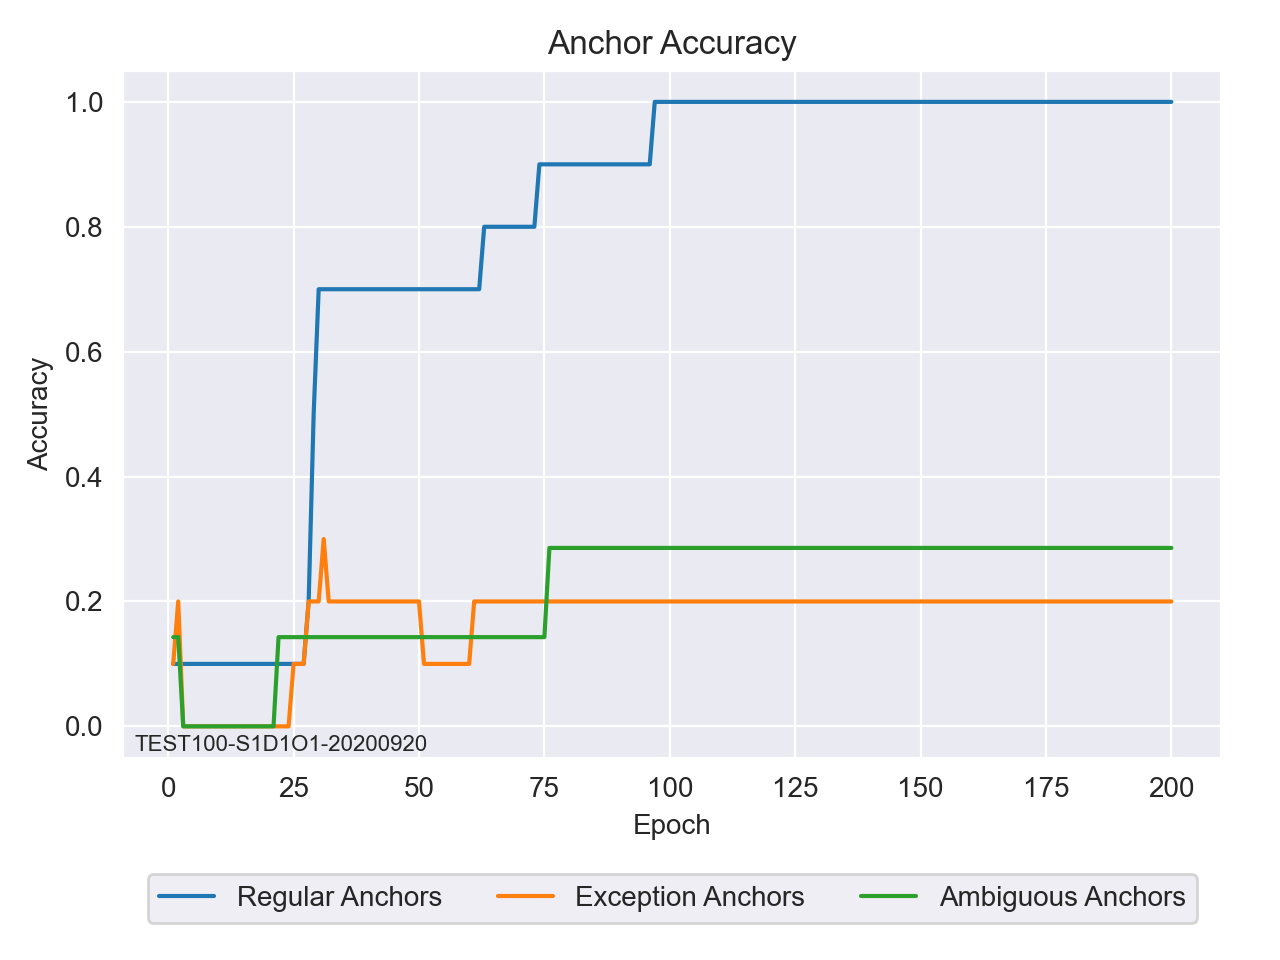 Anchor Accuracy
1.0
0.8
0.6
0.4
0.2
0.0
Accuracy
TEST100-S1D1O1-20200920
0 25 50 75 100 125 150 175 200
Epoch
Regular Anchors Exception Anchors Ambiguous Anchors